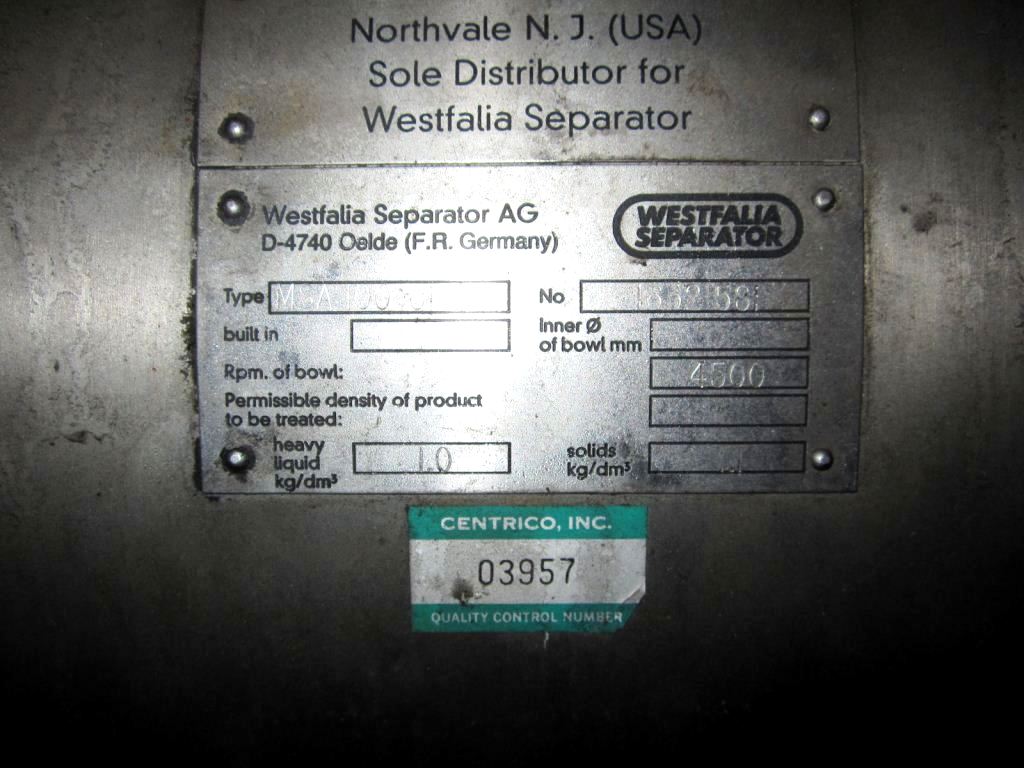 Northvale N. J. (USA)
Sole Distributor for
Westfalia Separator
Westfalia Separator AG
D-4740 Oelde (F.R. Germany)
WESTFALIA
SEPARATOR
Type
No
built in
Inner Ø
of bowl mm
Rpm. of bowl: 4500
Permissible density of product
to be treated:
heavy
liquid
kg/dm³
1.0
solids
kg/dm³
CENTRICO, INC.
03957
QUALITY CONTROL NUMBER